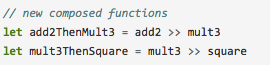 // new composed functions
let add2ThenMult3 = add2 >> mult3
let mult3ThenSquare = mult3 >> square